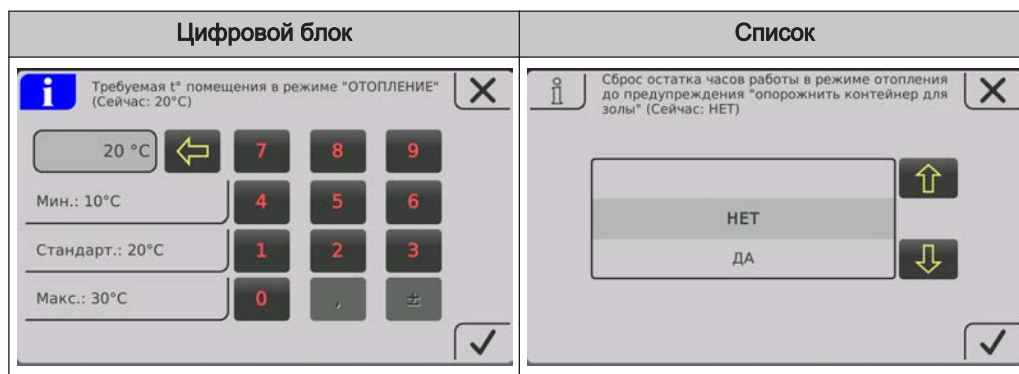 Цифровой блок
Список
Требуемая t° помещения в режиме "ОТОПЛЕНИЕ"
(Сейчас: 20°C)
20 °C
7 8 9
Мин.: 10°C
4 5 6
Стандарт.: 20°C
1 2 3
Макс.: 30°C
0 , ±
Сброс остатка часов работы в режиме отопления
до предупреждения "опорожнить контейнер для
золы" (Сейчас: НЕТ)
НЕТ
ДА